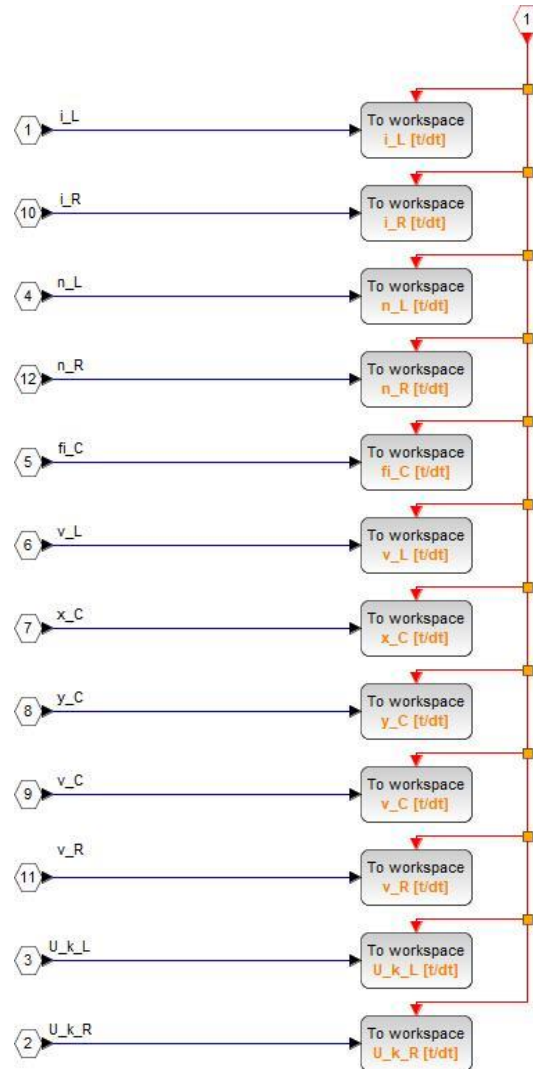 1
i_L
1
To workspace
i_L [t/dt]
i_R
10
To workspace
i_R [t/dt]
n_L
4
To workspace
n_L [t/dt]
n_R
12
To workspace
n_R [t/dt]
fi_C
5
To workspace
fi_C [t/dt]
v_L
6
To workspace
v_L [t/dt]
x_C
7
To workspace
x_C [t/dt]
y_C
8
To workspace
y_C [t/dt]
v_C
9
To workspace
v_C [t/dt]
v_R
11
To workspace
v_R [t/dt]
U_k_L
3
To workspace
U_k_L [t/dt]
U_k_R
2
To workspace
U_k_R [t/dt]